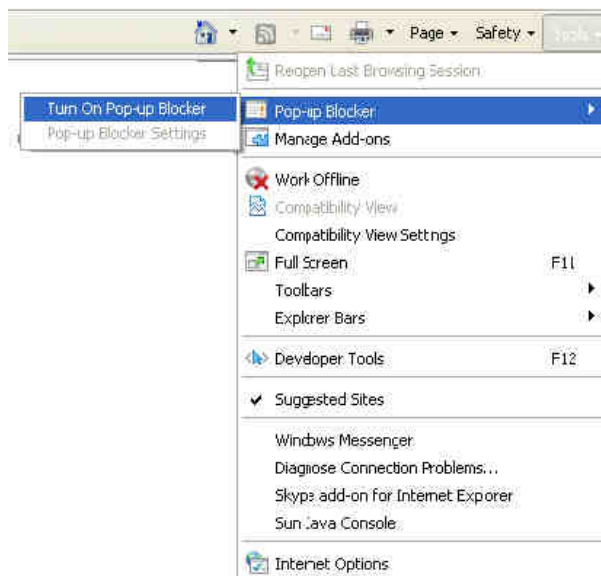 Page Safety Tools
Reopen Last Browsing Session
Turn On Pop-up Blocker
Pop-up Blocker Settings
Pop-up Blocker
Manage Add-ons
Work Offline
Compatibility View
Compatibility View Settings
Full Screen F11
Toolbars
Explorer Bars
Developer Tools F12
Suggested Sites
Windows Messenger
Diagnose Connection Problems...
Skype add-on for Internet Explorer
Sun Java Console
Internet Options